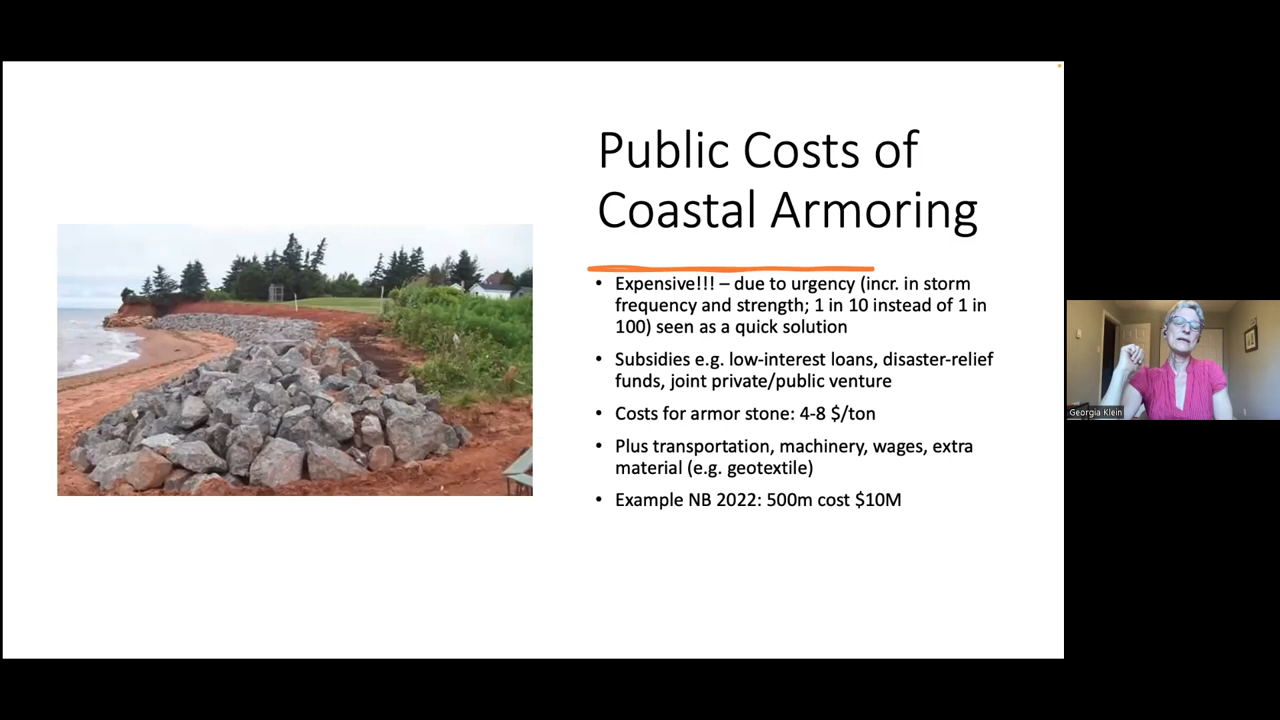 Public Costs of
Coastal Armoring
• Expensive!!! – due to urgency (incr. in storm
frequency and strength; 1 in 10 instead of 1 in
100) seen as a quick solution
• Subsidies e.g. low-interest loans, disaster-relief
funds, joint private/public venture
• Costs for armor stone: 4-8 $/ton
• Plus transportation, machinery, wages, extra
material (e.g. geotextile)
• Example NB 2022: 500m cost $10M
Georgia Klein